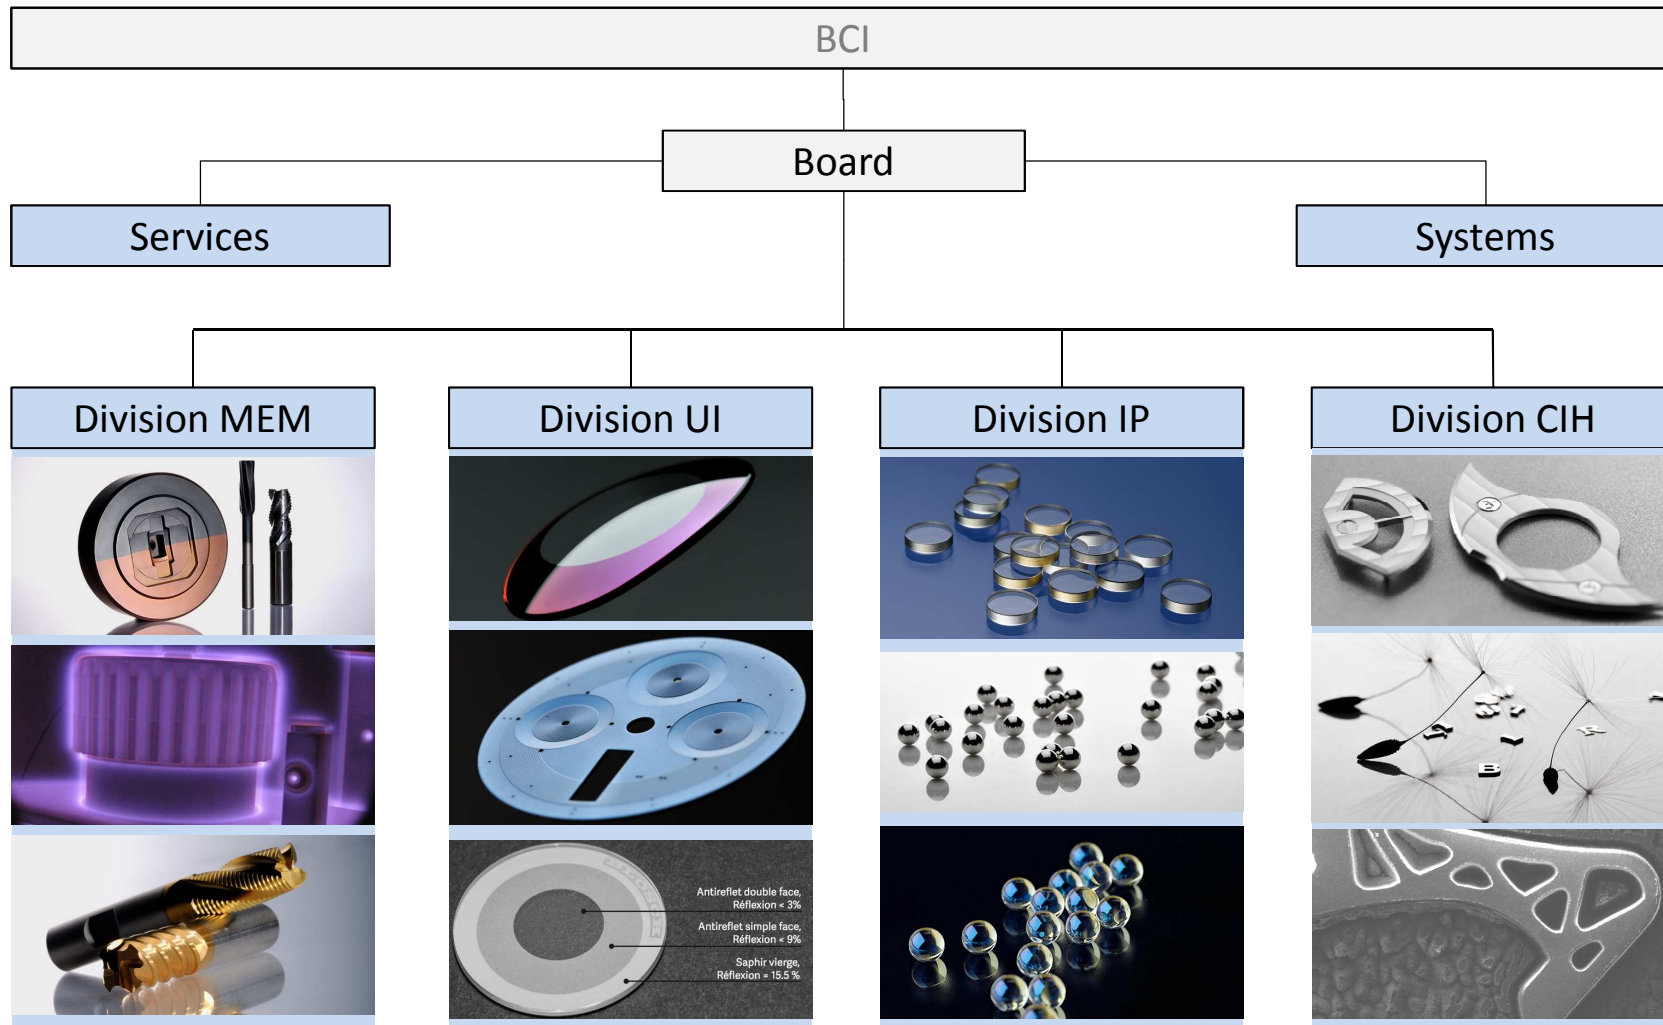 BCI
Board
Services
Systems
Division MEM
Division UI
Division IP
Division CIH
Antireflet double face,
Réflexion < 3%
Antireflet simple face,
Réflexion < 9%
Saphir vierge,
Réflexion = 15.5 %
B